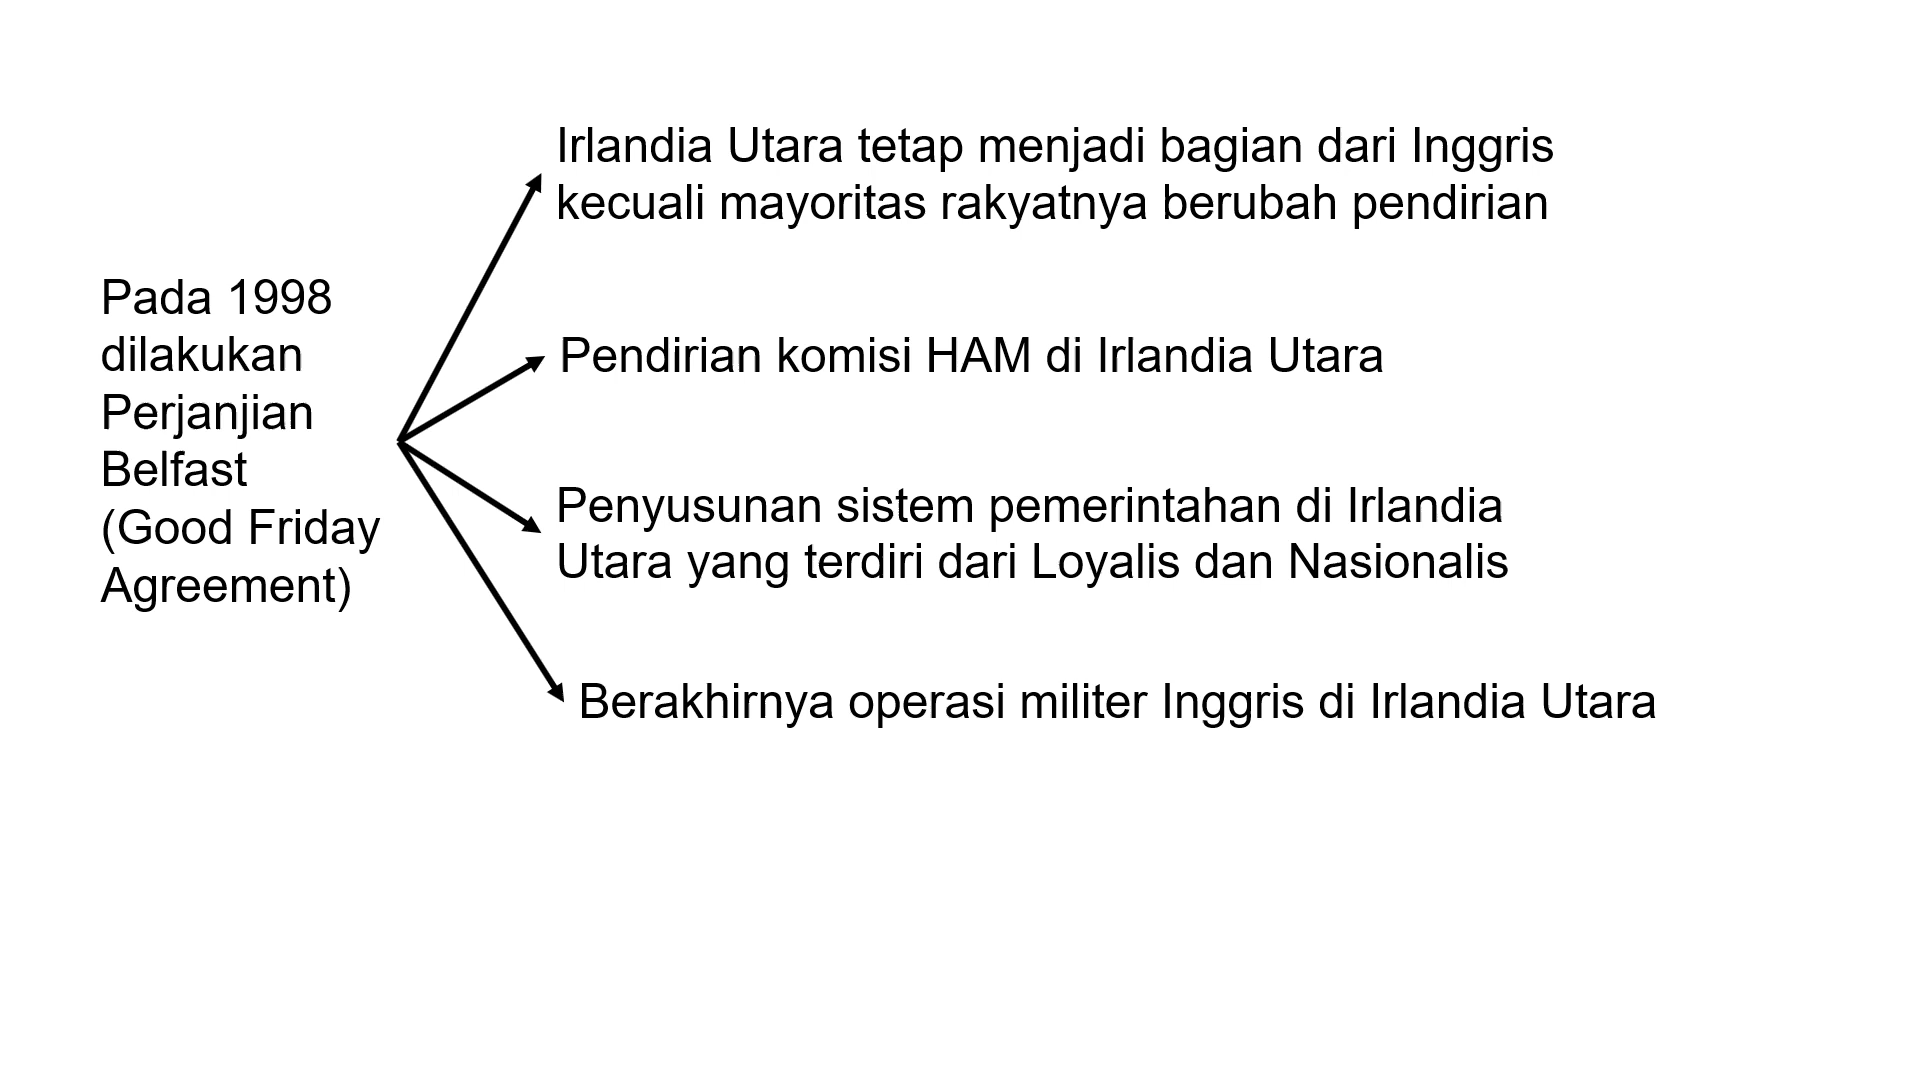 Pada 1998
dilakukan
Perjanjian
Belfast
(Good Friday
Agreement)
Irlandia Utara tetap menjadi bagian dari Inggris
kecuali mayoritas rakyatnya berubah pendirian
Pendirian komisi HAM di Irlandia Utara
Penyusunan sistem pemerintahan di Irlandia
Utara yang terdiri dari Loyalis dan Nasionalis
Berakhirnya operasi militer Inggris di Irlandia Utara